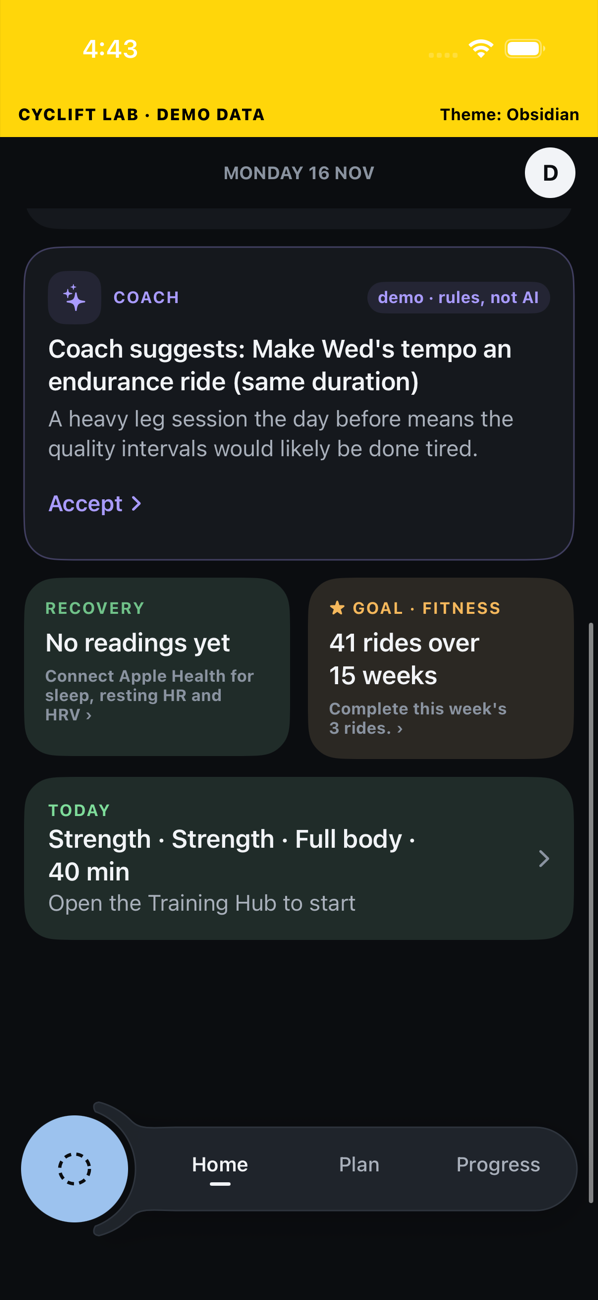 4:43
CYCLIFT LAB · DEMO DATA
Theme: Obsidian
MONDAY 16 NOV
D
COACH
demo · rules, not AI
Coach suggests: Make Wed's tempo an
endurance ride (same duration)
A heavy leg session the day before means the
quality intervals would likely be done tired.
Accept ›
RECOVERY
No readings yet
Connect Apple Health for
sleep, resting HR and
HRV ›
★ GOAL · FITNESS
41 rides over
15 weeks
Complete this week's
3 rides. ›
TODAY
Strength · Strength · Full body ·
40 min
Open the Training Hub to start
Home
Plan
Progress